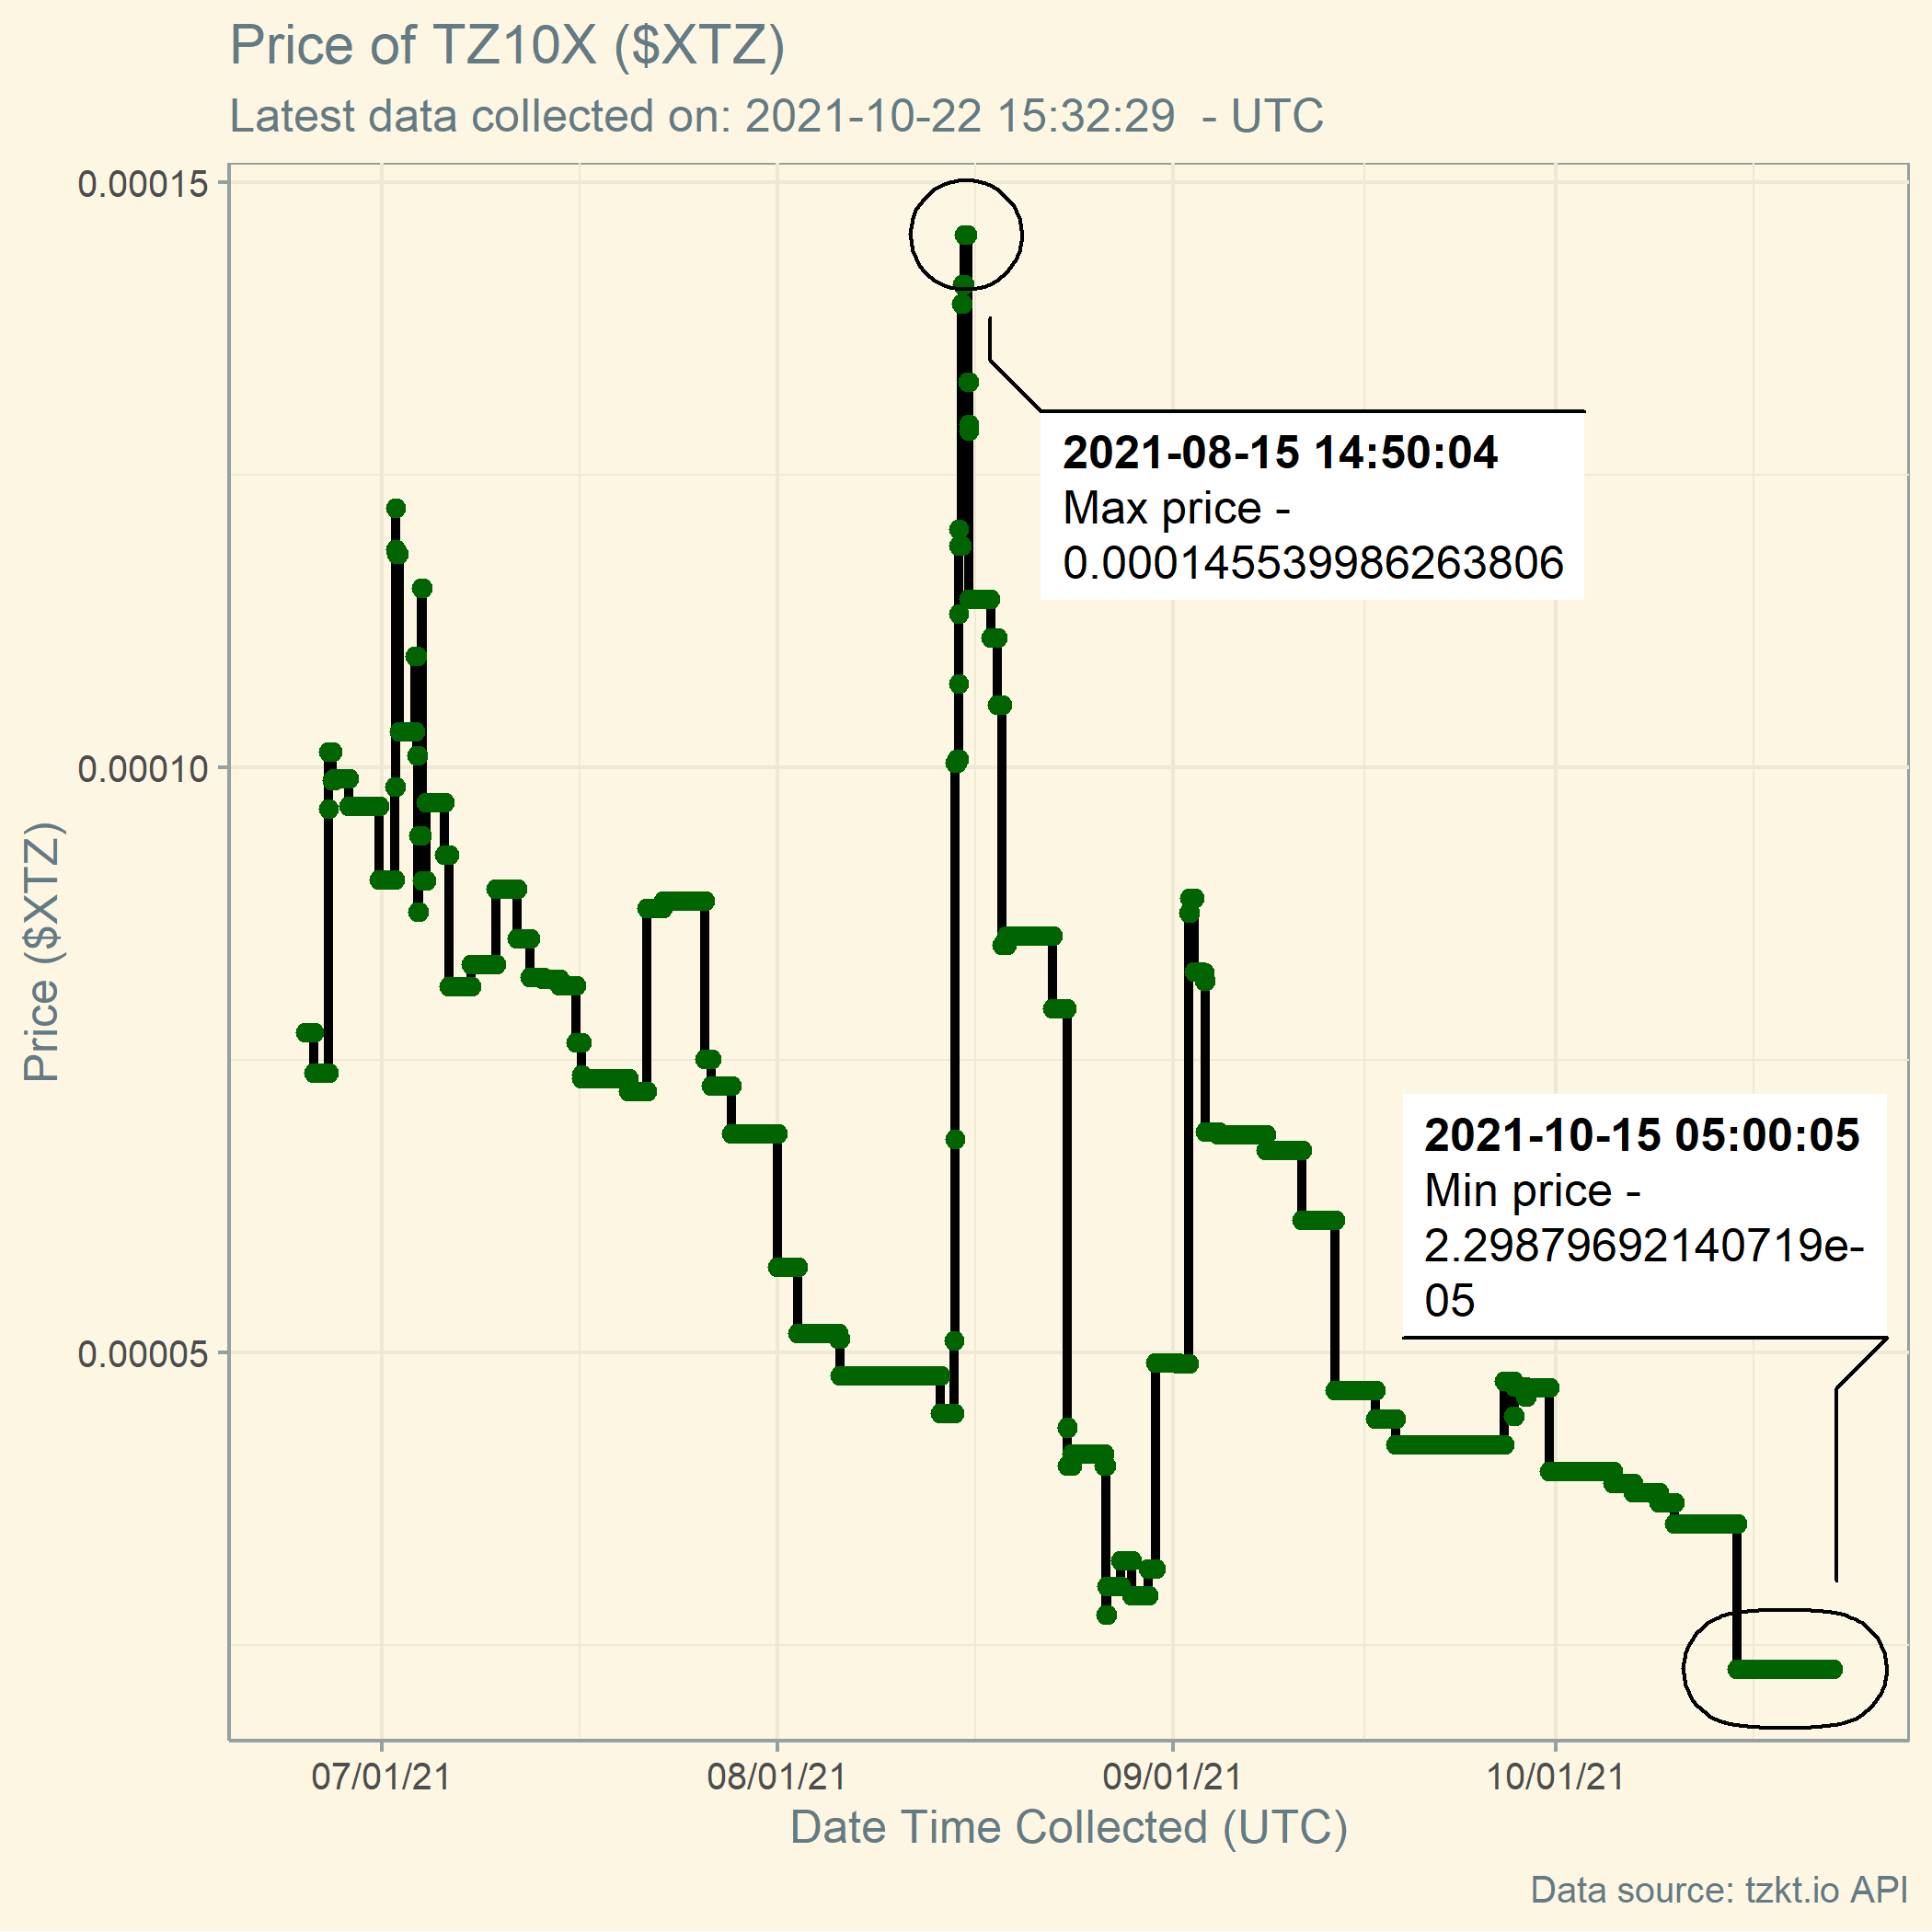 Price of TZ10X ($XTZ)
Latest data collected on: 2021-10-22 15:32:29  - UTC
0.00015
0.00010
0.00005
Price ($XTZ)
2021-08-15 14:50:04
Max price -
0.000145539986263806
2021-10-15 05:00:05
Min price -
2.29879692140719e-
05
07/01/21
08/01/21
09/01/21
10/01/21
Date Time Collected (UTC)
Data source: tzkt.io API